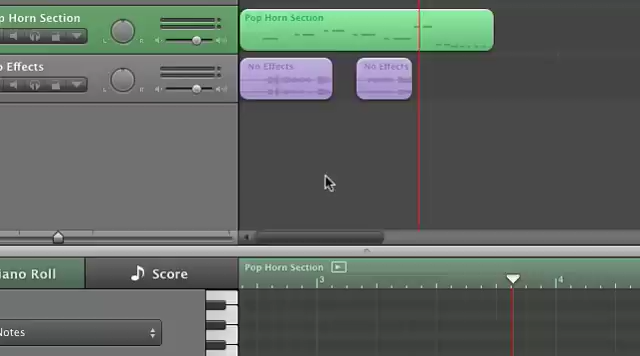 p Horn Section
Pop Horn Section
o Effects
No Effects
No Effects
L R
L R
iano Roll
Score
Pop Horn Section
3
4
Notes